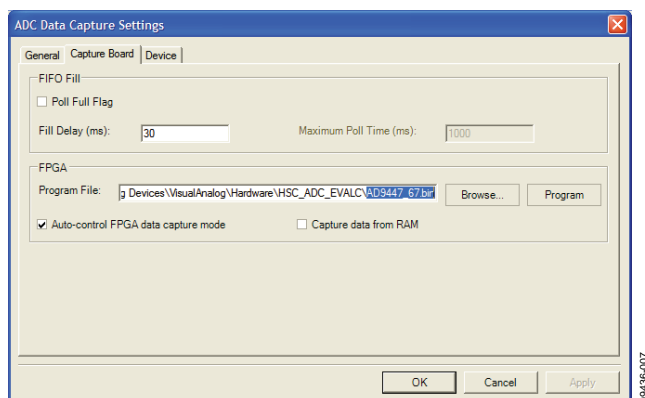 ADC Data Capture Settings
General Capture Board Device
FIFO Fill
Poll Full Flag
Fill Delay (ms): 30 Maximum Poll Time (ms): 1000
FPGA
Program File: g Devices\VisualAnalog\Hardware\HSC_ADC_EVALC\AD9447_67.bin Browse... Program
Auto-control FPGA data capture mode Capture data from RAM
OK Cancel Apply